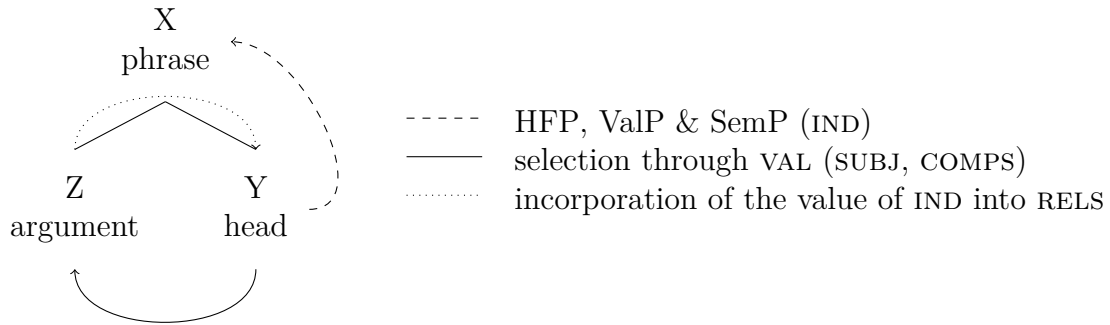 X
phrase
HFP, ValP & SemP (IND)
selection through VAL (SUBJ, COMPS)
incorporation of the value of IND into RELS
Z Y
argument head